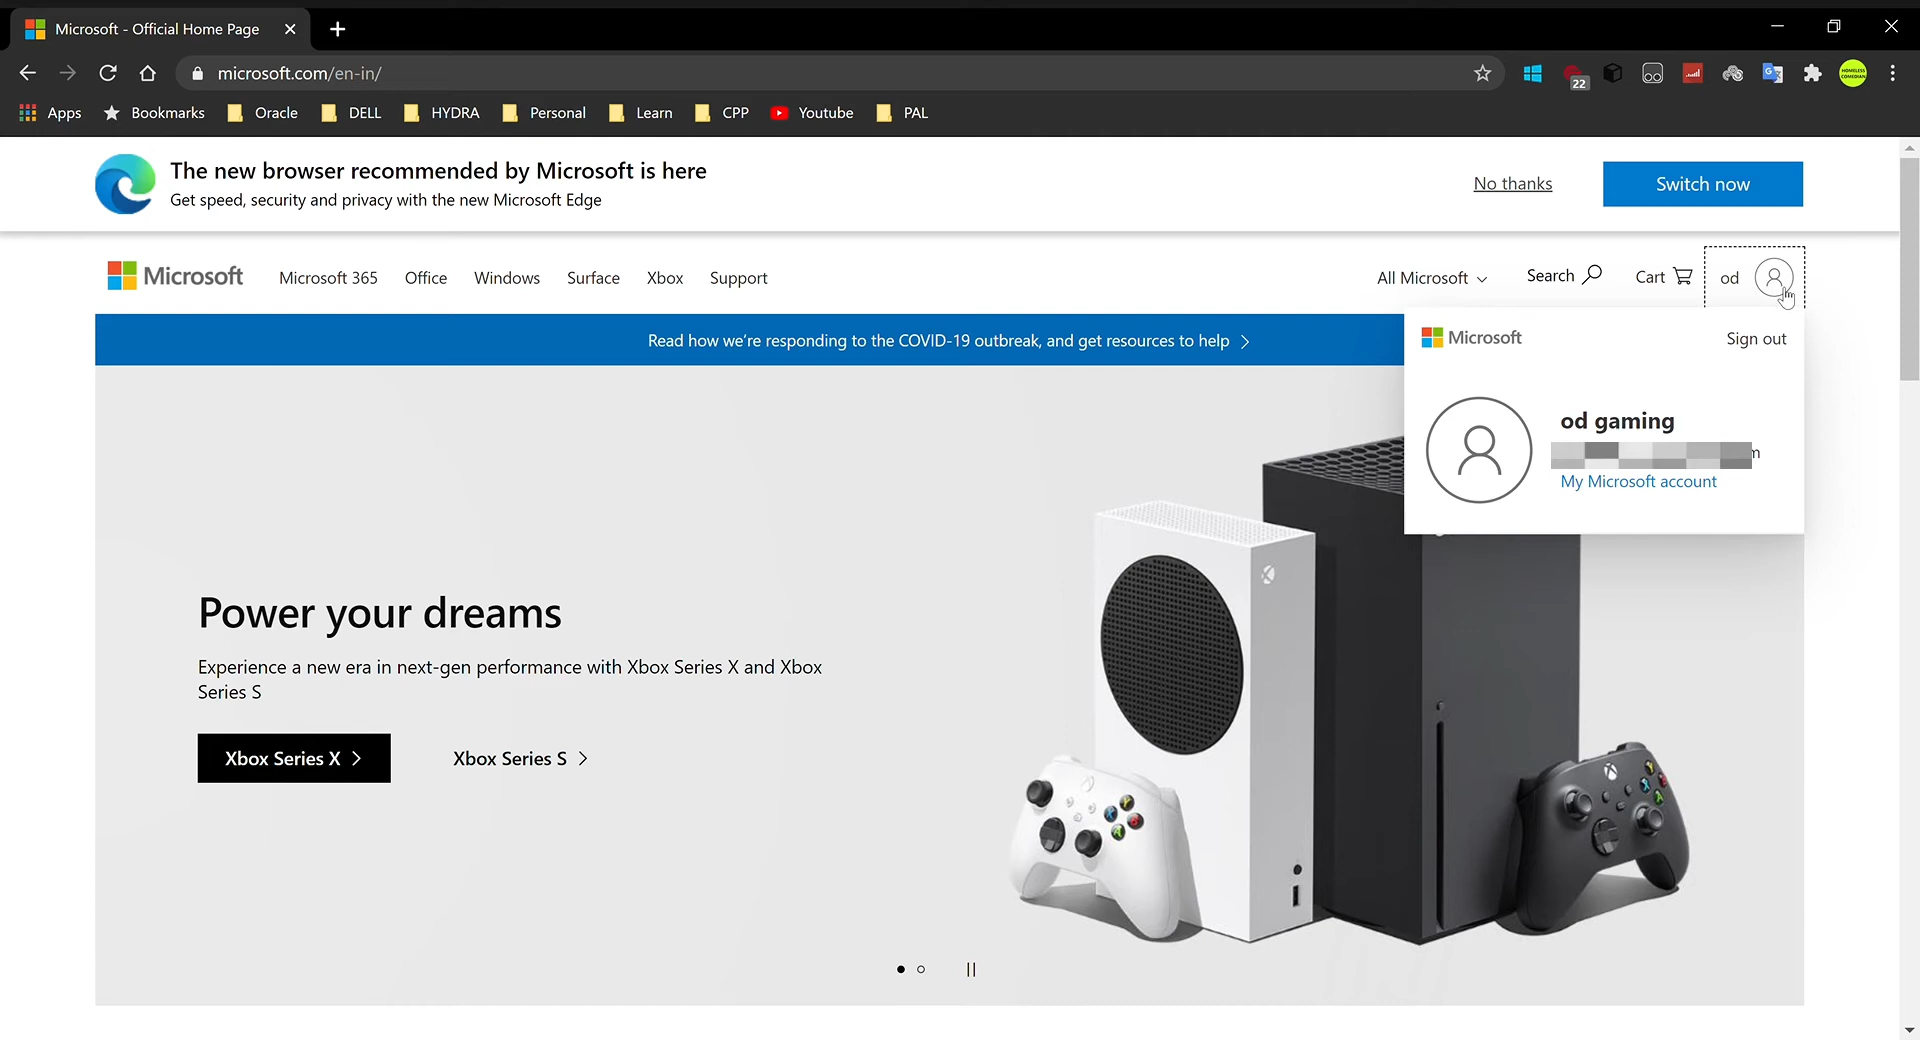 Microsoft - Official Home Page
microsoft.com/en-in/
22
HOMELESS COMEDIAN
Apps Bookmarks Oracle DELL HYDRA Personal Learn CPP Youtube PAL
The new browser recommended by Microsoft is here
Get speed, security and privacy with the new Microsoft Edge
No thanks
Switch now
Microsoft Microsoft 365 Office Windows Surface Xbox Support All Microsoft Search Cart od
Read how we're responding to the COVID-19 outbreak, and get resources to help
Microsoft Sign out
od gaming
m
My Microsoft account
Power your dreams
Experience a new era in next-gen performance with Xbox Series X and Xbox
Series S
Xbox Series X
Xbox Series S
Y
X
B
A
Y
X
B
A